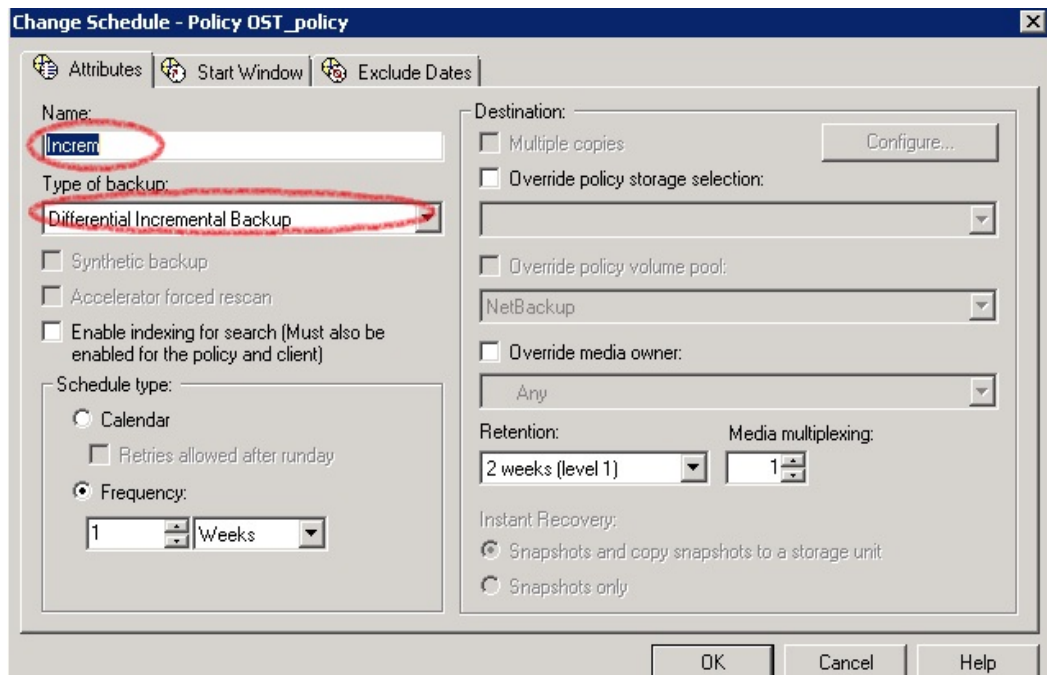 Change Schedule - Policy OST_policy
Attributes
Start Window
Exclude Dates
Name:
Increm
Type of backup:
Differential Incremental Backup
Synthetic backup
Accelerator forced rescan
Enable indexing for search (Must also be
enabled for the policy and client)
Schedule type:
Calendar
Retries allowed after runday
Frequency:
1 Weeks
Destination:
Multiple copies
Configure...
Override policy storage selection:
Override policy volume pool:
NetBackup
Override media owner:
Any
Retention:
Media multiplexing:
2 weeks (level 1)
1
Instant Recovery:
Snapshots and copy snapshots to a storage unit
Snapshots only
OK
Cancel
Help